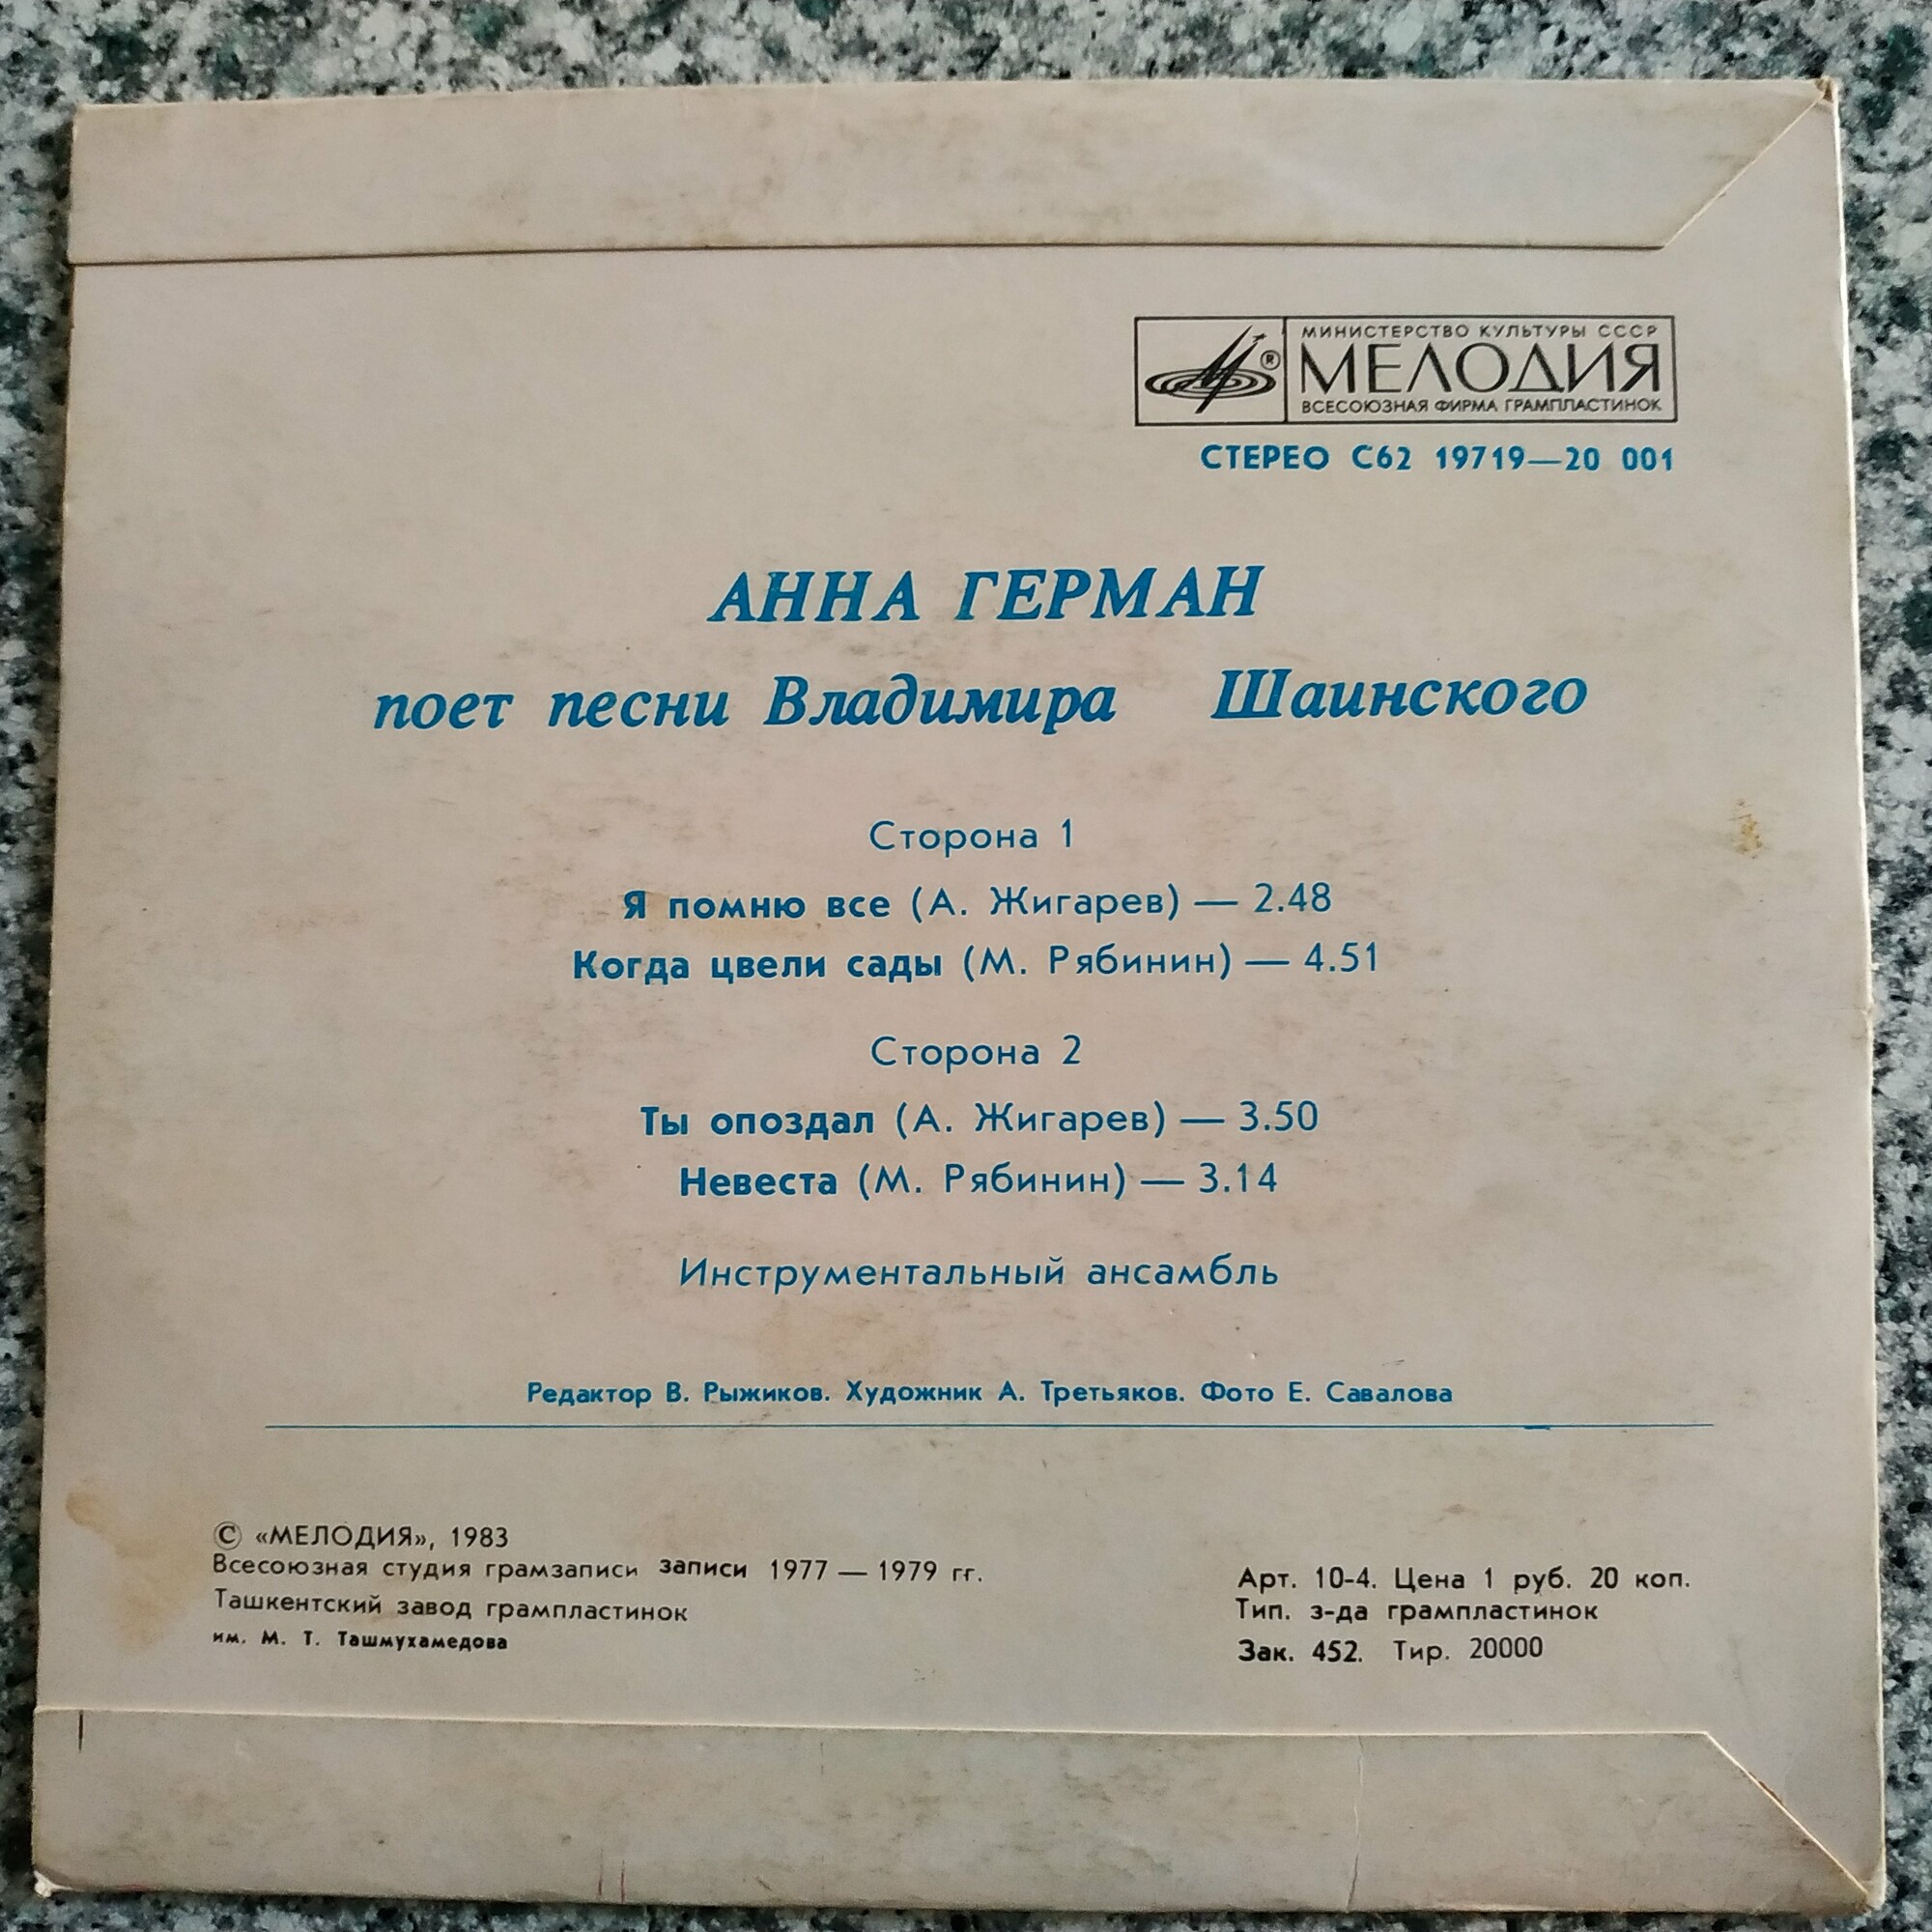 МИНИСТЕРСТВО КУЛЬТУРЫ СССР
® МЕЛОДИЯ
ВСЕСОЮЗНАЯ ФИРМА ГРАМПЛАСТИНОК
СТЕРЕО С62 19719—20 001
АННА ГЕРМАН
поет песни Владимира Шаинского
Сторона 1
Я помню все (А. Жигарев) — 2.48
Когда цвели сады (М. Рябинин) — 4.51
Сторона 2
Ты опоздал (А. Жигарев) — 3.50
Невеста (М. Рябинин) — 3.14
Инструментальный ансамбль
Редактор В. Рыжиков. Художник А. Третьяков. Фото Е. Савалова
© «МЕЛОДИЯ», 1983
Всесоюзная студия грамзаписи записи 1977 — 1979 гг.
Ташкентский завод грампластинок
им. М. Т. Ташмухамедова
Арт. 10-4. Цена 1 руб. 20 коп.
Тип. з-да грампластинок
Зак. 452. Тир. 20000